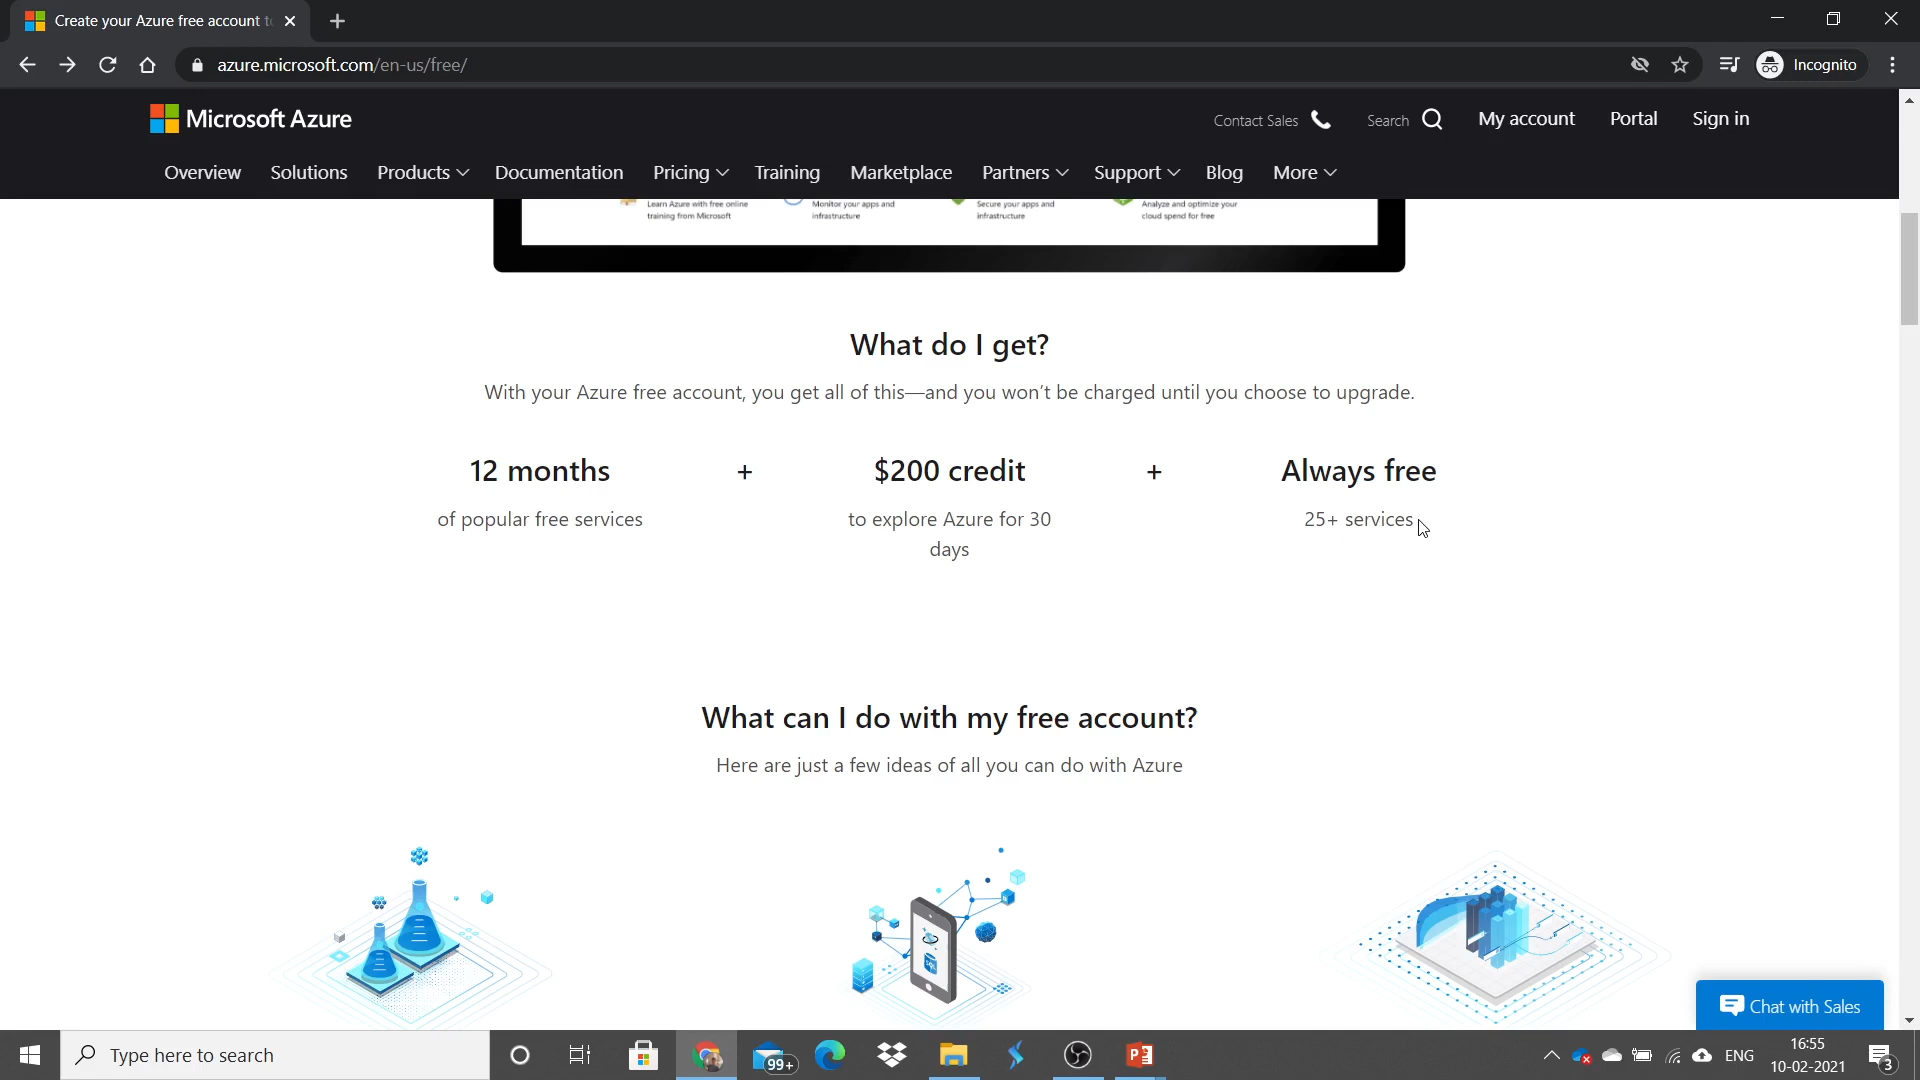 Create your Azure free account t
azure.microsoft.com/en-us/free/
Incognito
Microsoft Azure
Contact Sales
Search
My account
Portal
Sign in
Overview
Solutions
Products
Documentation
Pricing
Training
Marketplace
Partners
Support
Blog
More
Learn Azure with free online
training from Microsoft
Monitor your apps and
infrastructure
Secure your apps and
infrastructure
Analyze and optimize your
cloud spend for free
What do I get?
With your Azure free account, you get all of this—and you won't be charged until you choose to upgrade.
12 months
of popular free services
+
$200 credit
to explore Azure for 30
days
+
Always free
25+ services
What can I do with my free account?
Here are just a few ideas of all you can do with Azure
SQL
Chat with Sales
Type here to search
99+
ENG
16:55
10-02-2021
3